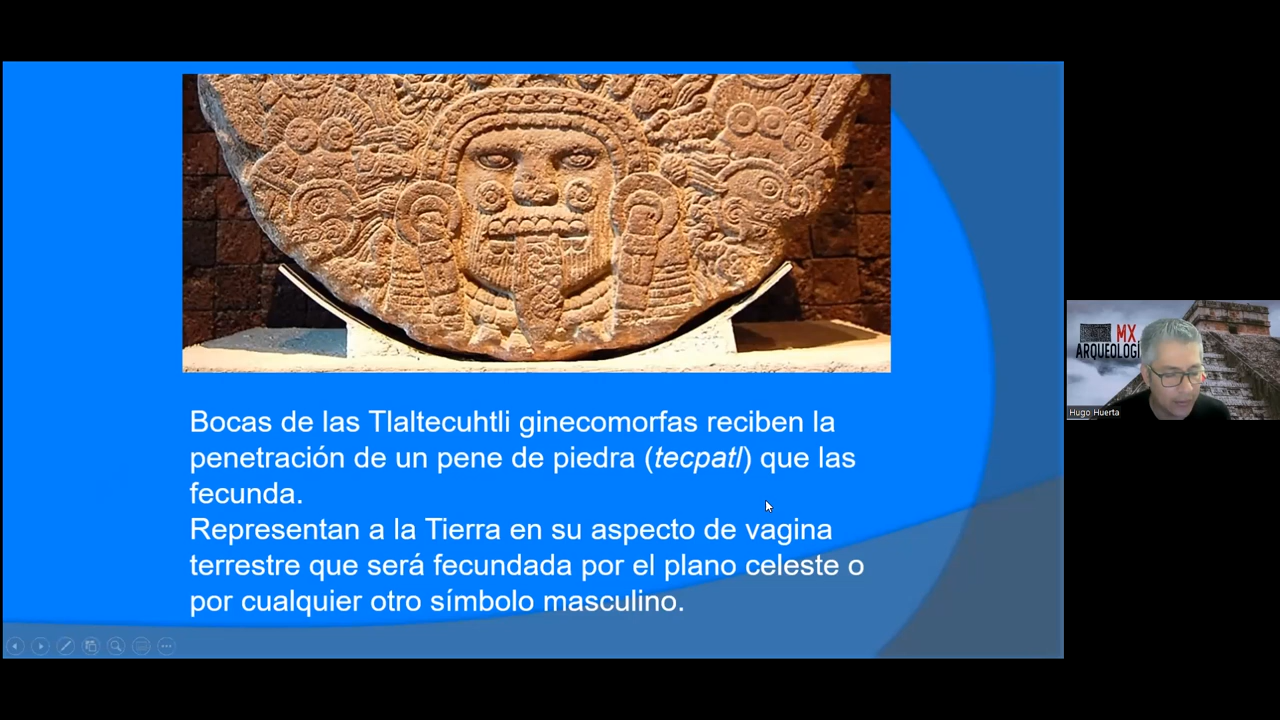 Bocas de las Tlaltecuhtli ginecomorfas reciben la
penetración de un pene de piedra (tecpatl) que las
fecunda.
Representan a la Tierra en su aspecto de vagina
terrestre que será fecundada por el plano celeste o
por cualquier otro símbolo masculino.
MX
ARQUEOLOGÍ
Hugo Huerta